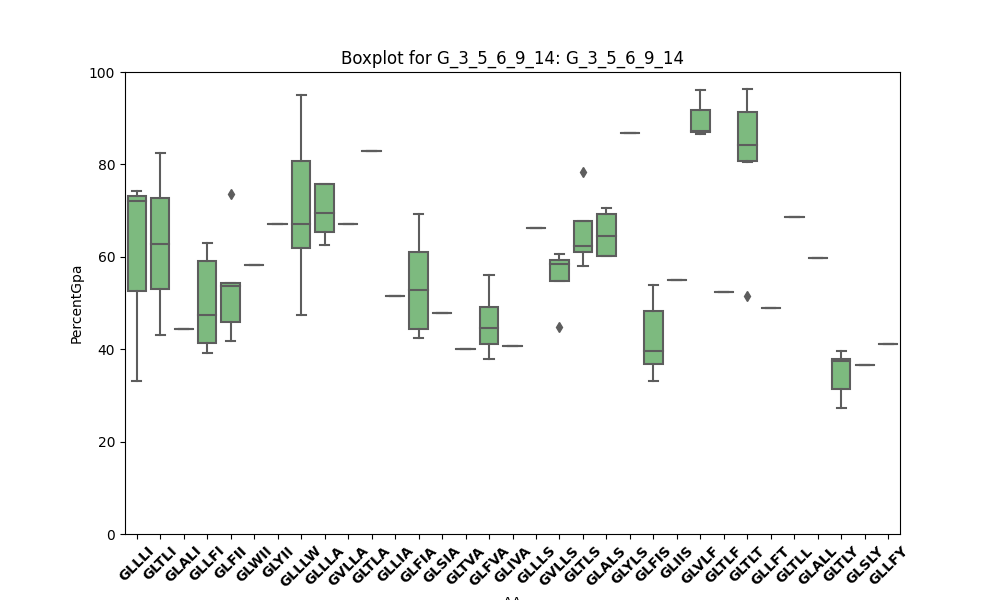 Boxplot for G_3_5_6_9_14: G_3_5_6_9_14
100
80
60
40
20
0
PercentGpa
GLLLI
GLTLI
GLALI
GLLFI
GLFII
GLWII
GLYII
GLLLW
GLLLA
GVLLA
GLTLA
GLLIA
GLFIA
GLSIA
GLTVA
GLFVA
GLIVA
GLLLS
GVLLS
GLTLS
GLALS
GLYLS
GLFIS
GLIIS
GLVLF
GLTLF
GLTLT
GLLFT
GLTLL
GLALL
GLTLY
GLSLY
GLLFY